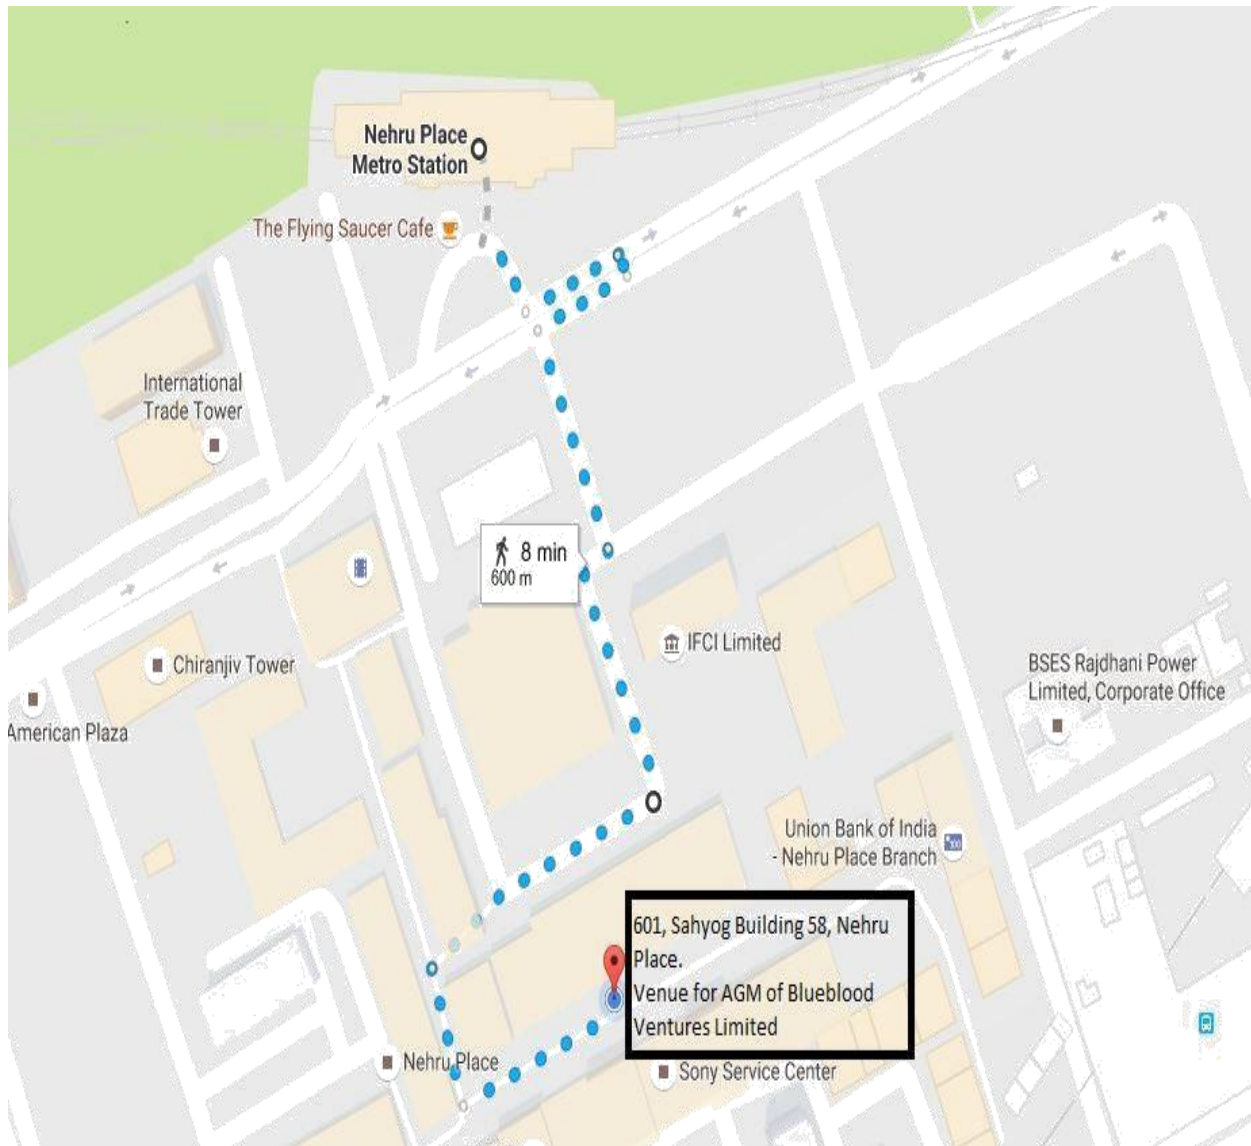 Nehru Place
Metro Station
The Flying Saucer Cafe
International
Trade Tower
8 min
600 m
IFCI Limited
Chiranjiv Tower
BSES Rajdhani Power
Limited, Corporate Office
American Plaza
Union Bank of India
- Nehru Place Branch
601, Sahyog Building 58, Nehru
Place.
Venue for AGM of Blueblood
Ventures Limited
Nehru Place
Sony Service Center